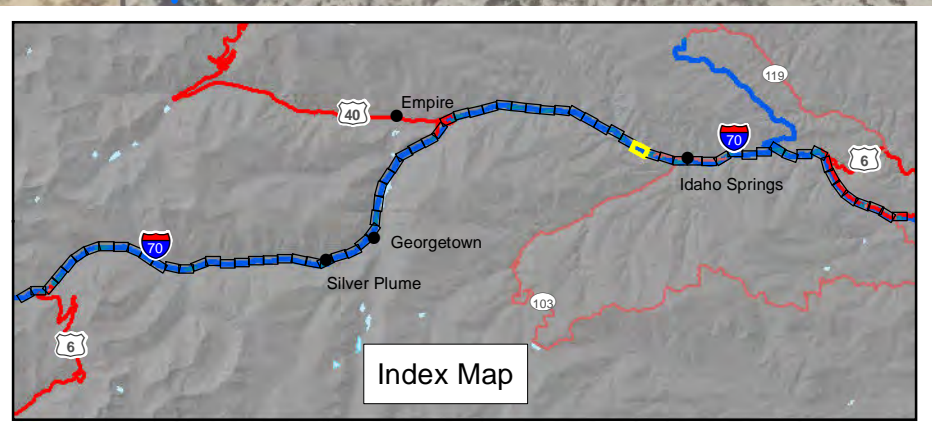 119
Empire
40
70
6
Idaho Springs
Georgetown
70
Silver Plume
103
6
Index Map